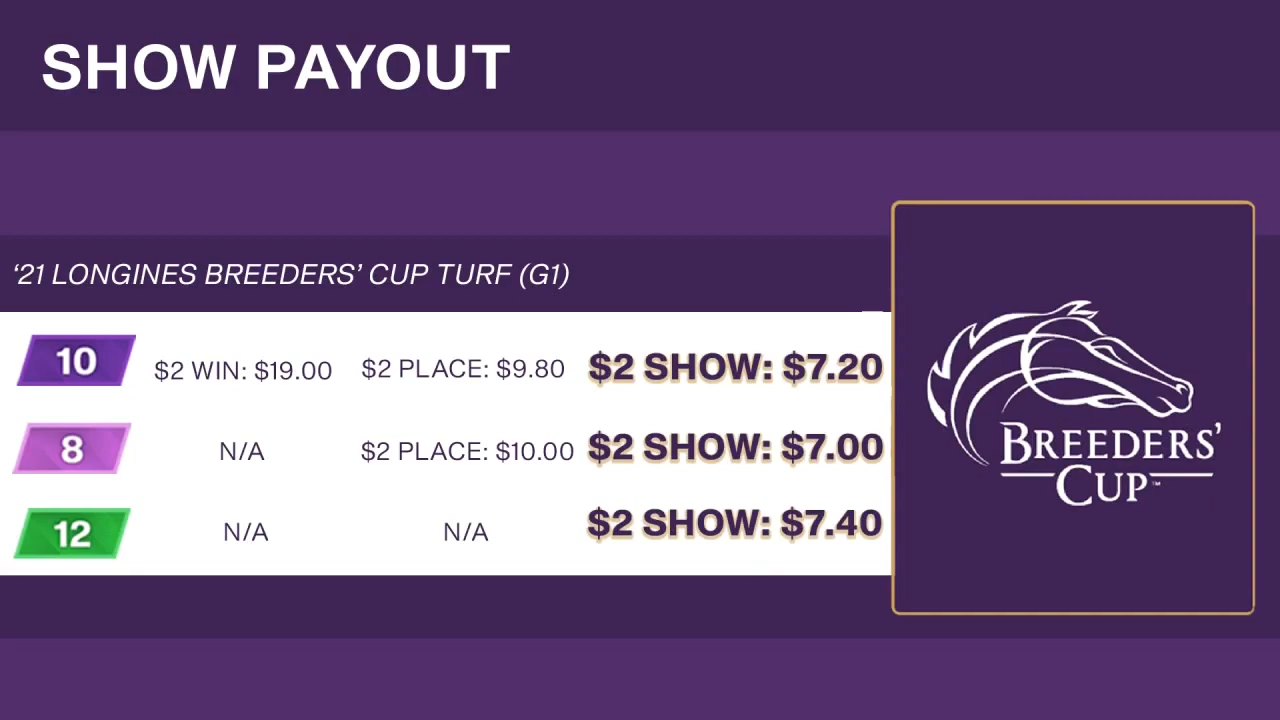 SHOW PAYOUT
‘21 LONGINES BREEDERS’ CUP TURF (G1)
10 $2 WIN: $19.00 $2 PLACE: $9.80 $2 SHOW: $7.20
8 N/A $2 PLACE: $10.00 $2 SHOW: $7.00
12 N/A N/A $2 SHOW: $7.40
BREEDERS’
CUP™